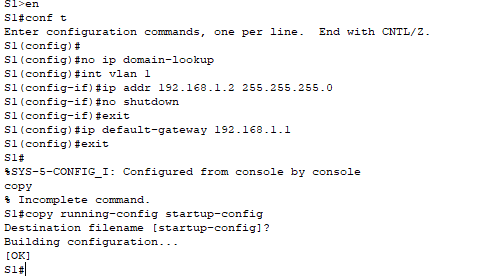 S1>en
S1#conf t
Enter configuration commands, one per line.  End with CNTL/Z.
S1(config)#
S1(config)#no ip domain-lookup
S1(config)#int vlan 1
S1(config-if)#ip addr 192.168.1.2 255.255.255.0
S1(config-if)#no shutdown
S1(config-if)#exit
S1(config)#ip default-gateway 192.168.1.1
S1(config)#exit
S1#
%SYS-5-CONFIG_I: Configured from console by console
copy
% Incomplete command.
S1#copy running-config startup-config
Destination filename [startup-config]?
Building configuration...
[OK]
S1#